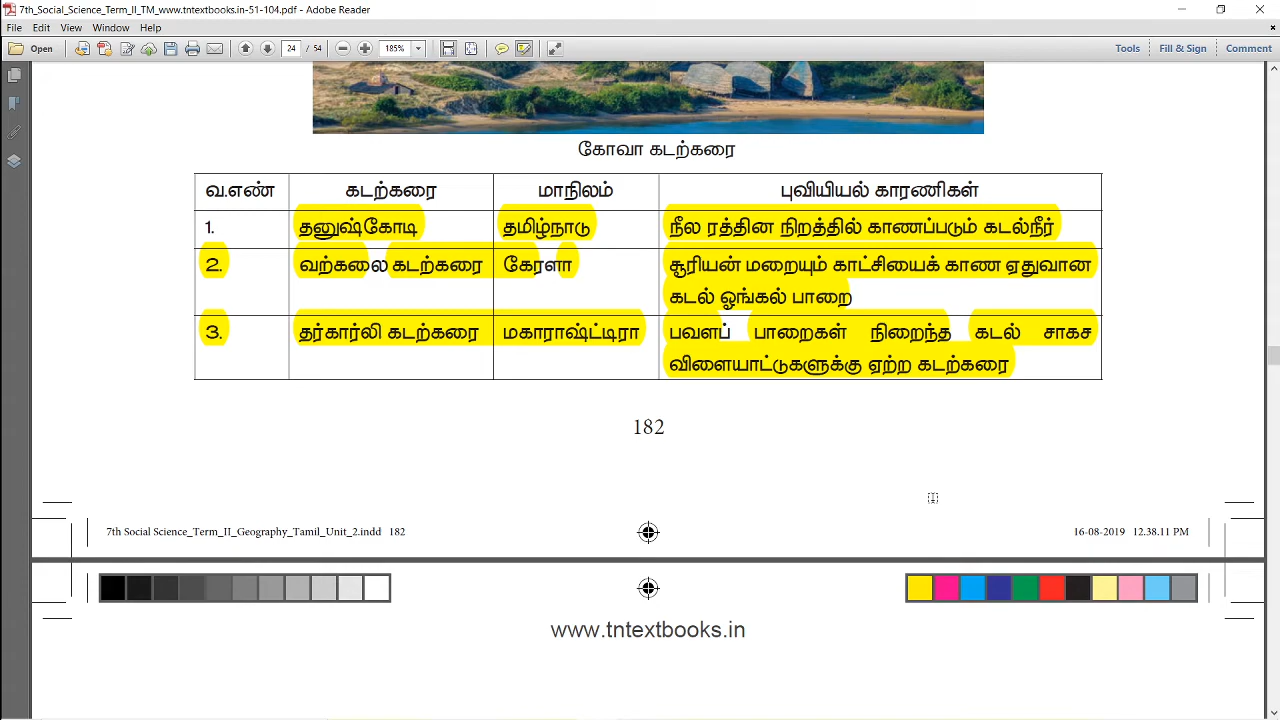 7th_Social_Science_Term_II_TM_www.tntextbooks.in-51-104.pdf - Adobe Reader
File Edit View Window Help
Open 24 / 54 185% Tools Fill & Sign Comment
கோவா கடற்கரை
வ.எண் கடற்கரை மாநிலம் புவியியல் காரணிகள்
1. தனுஷ்கோடி தமிழ்நாடு நீல ரத்தின நிறத்தில் காணப்படும் கடல்நீர்
2. வற்கலை கடற்கரை கேரளா சூரியன் மறையும் காட்சியைக் காண ஏதுவான
கடல் ஓங்கல் பாறை
3. தர்கார்லி கடற்கரை மகாராஷ்ட்டிரா பவளப் பாறைகள் நிறைந்த கடல் சாகச
விளையாட்டுகளுக்கு ஏற்ற கடற்கரை
182
7th Social Science_Term_II_Geography_Tamil_Unit_2.indd 182 16-08-2019 12.38.11 PM
www.tntextbooks.in